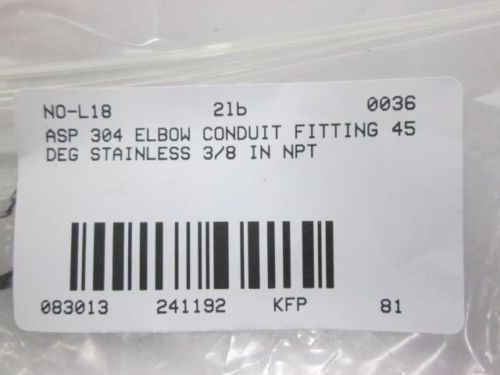 NO-L18 2lb 0036
ASP 304 ELBOW CONDUIT FITTING 45
DEG STAINLESS 3/8 IN NPT
083013 241192 KFP 81